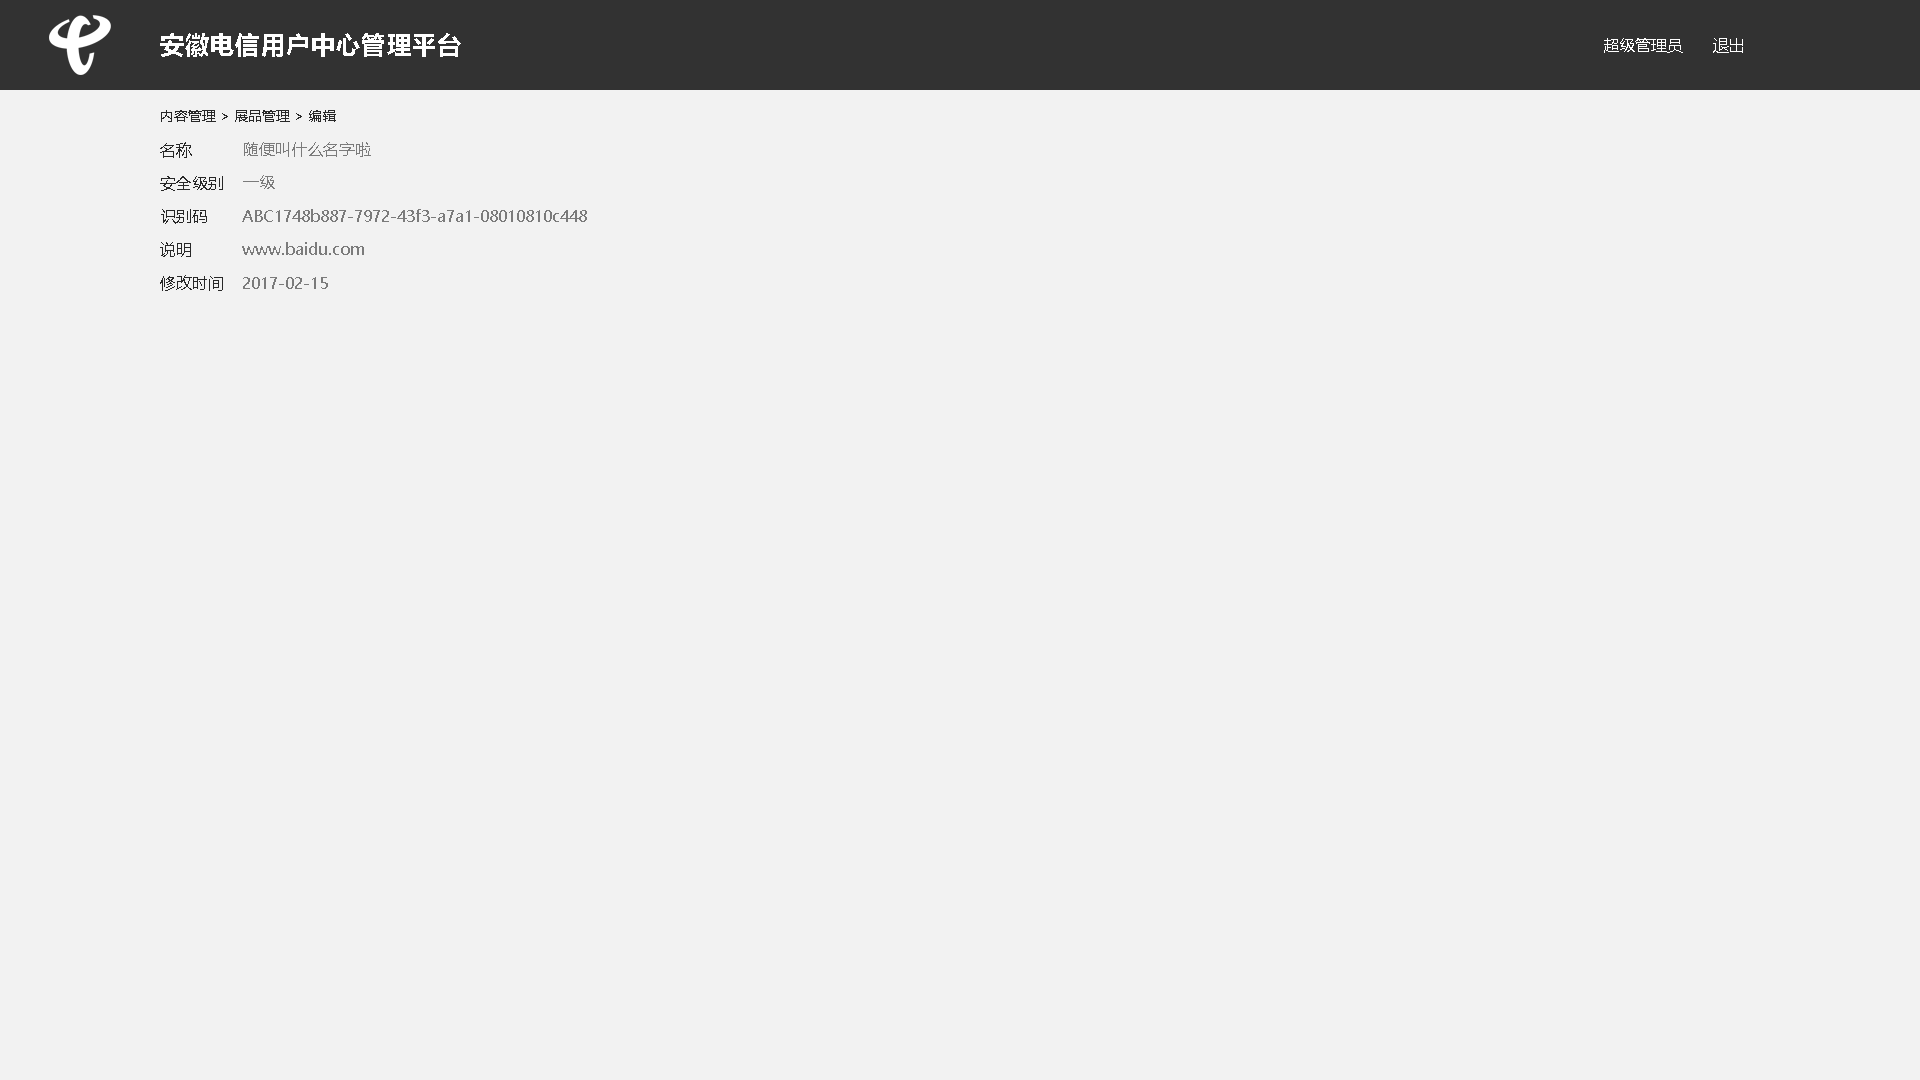 安徽电信用户中心管理平台
超级管理员 退出
内容管理 > 展品管理 > 编辑
名称 随便叫什么名字啦
安全级别 一级
识别码 ABC1748b887-7972-43f3-a7a1-08010810c448
说明 www.baidu.com
修改时间 2017-02-15